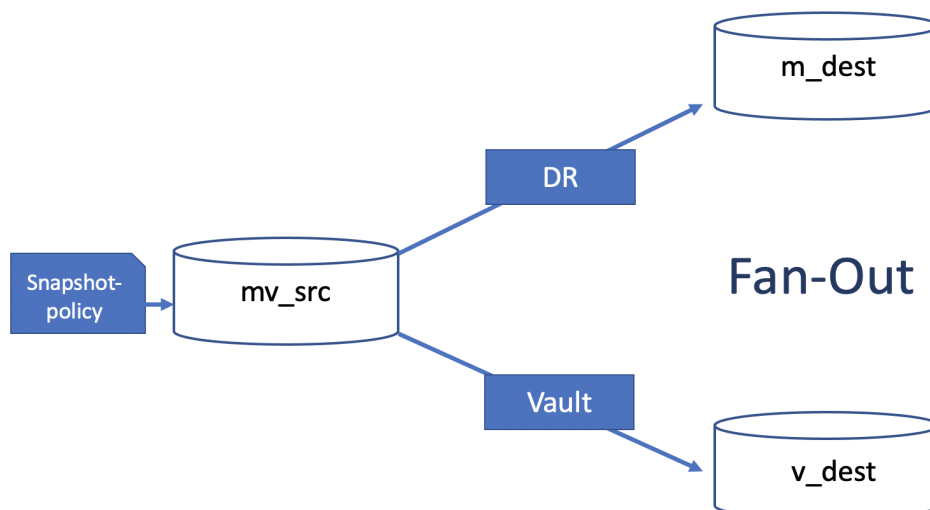 m_dest
DR
Snapshot-
policy
mv_src
Fan-Out
Vault
v_dest